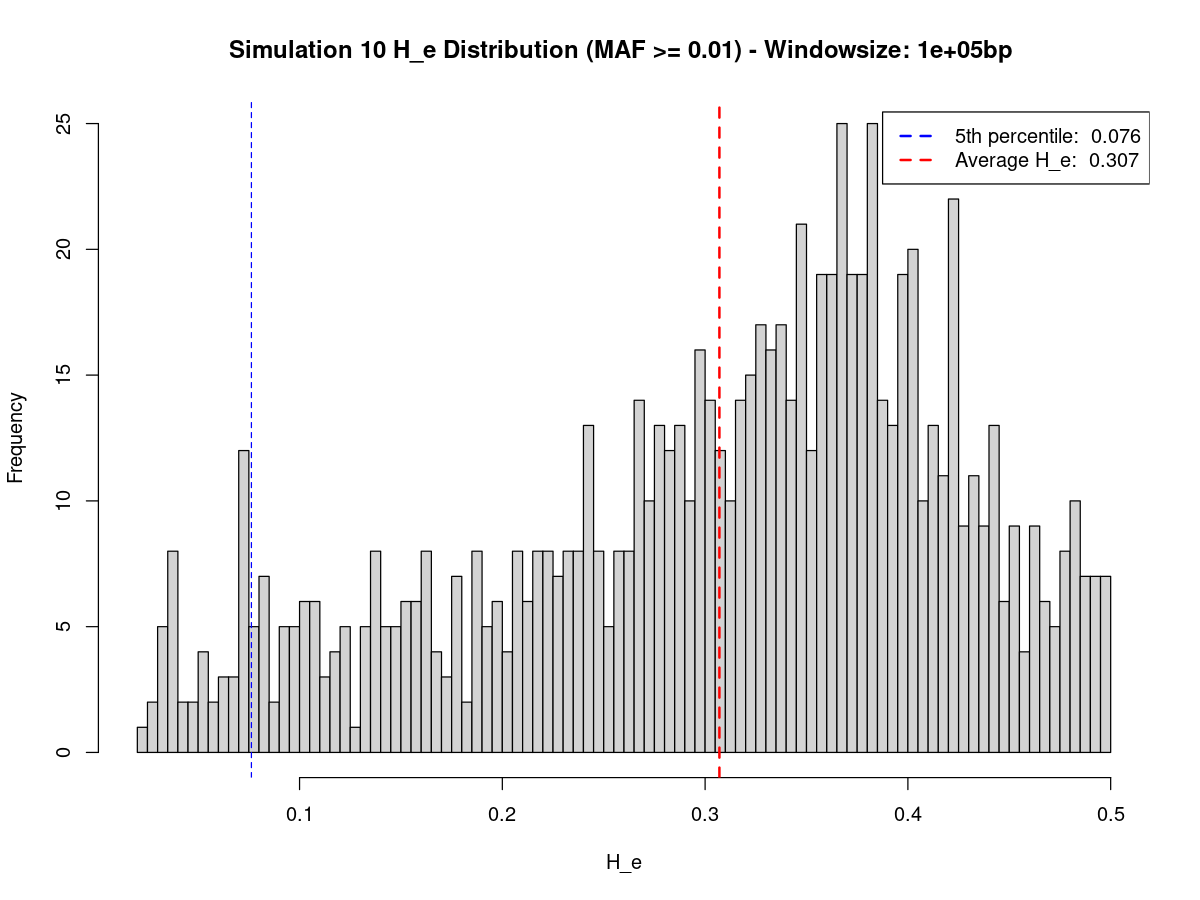 Simulation 10 H_e Distribution (MAF >= 0.01) - Windowsize: 1e+05bp
5th percentile:  0.076
Average H_e:  0.307
Frequency
25
20
15
10
5
0
0.1 0.2 0.3 0.4 0.5
H_e